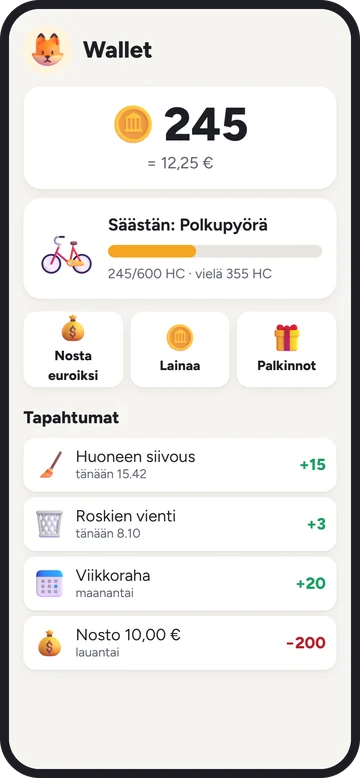 Wallet
245
= 12,25 €
Säästän: Polkupyörä
245/600 HC · vielä 355 HC
Nosta
euroiksi
Lainaa
Palkinnot
Tapahtumat
Huoneen siivous
tänään 15.42
+15
Roskien vienti
tänään 8.10
+3
Viikkoraha
maanantai
+20
Nosto 10,00 €
lauantai
-200